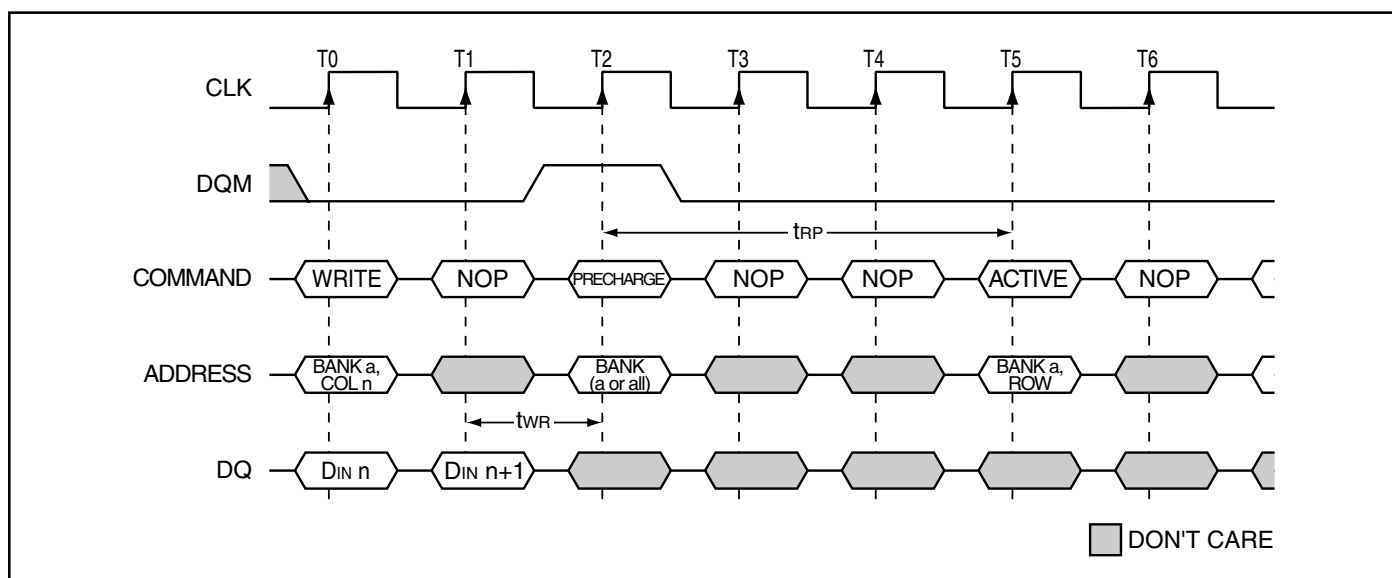 T0 T1 T2 T3 T4 T5 T6
CLK
DQM
tRP
COMMAND WRITE NOP PRECHARGE NOP NOP ACTIVE NOP
ADDRESS BANK a, COL n BANK (a or all) BANK a, ROW
tWR
DQ DIN n DIN n+1
DON'T CARE